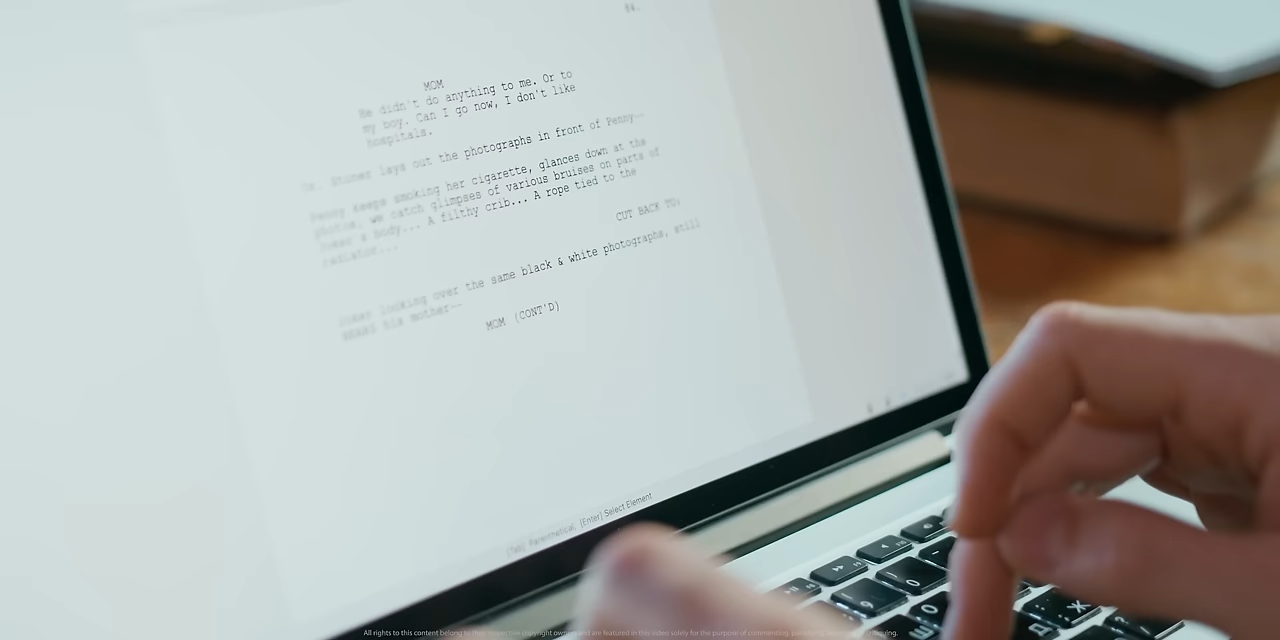 84.
MOM
He didn't do anything to me. Or to
my boy. Can I go now, I don't like
hospitals.
Dr. Stoner lays out the photographs in front of Penny--
Penny keeps smoking her cigarette, glances down at the
photos, we catch glimpses of various bruises on parts of
Joker's body... A filthy crib... A rope tied to the
radiator...
CUT BACK TO:
Joker looking over the same black & white photographs, still
HEARS his mother--
MOM (CONT'D)
(Tab) Parenthetical, (Enter) Select Element
All rights to this content belong to their respective copyright owners and are featured in this video solely for the purpose of commenting,